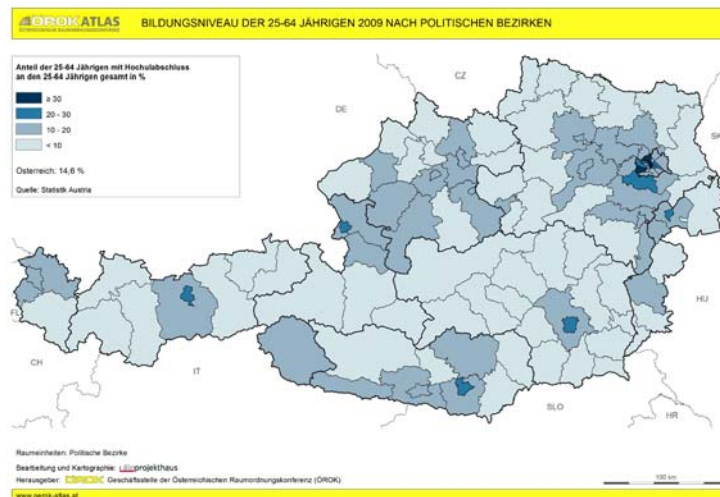 ÖROK ATLAS
BILDUNGSNIVEAU DER 25-64 JÄHRIGEN 2009 NACH POLITISCHEN BEZIRKEN
Anteil der 25-64 Jährigen mit Hochulabschluss
an den 25-64 Jährigen gesamt in %
≥ 30
20 - 30
10 - 20
< 10
Österreich: 14,6 %
Quelle: Statistik Austria
DE
CZ
SK
HU
FL
CH
IT
SLO
HR
Raumeinheiten: Politische Bezirke
Bearbeitung und Kartographie: projekthaus
Herausgeber: ÖROK Geschäftsstelle der Österreichischen Raumordnungskonferenz (ÖROK)
100 km
www.oerok-atlas.at